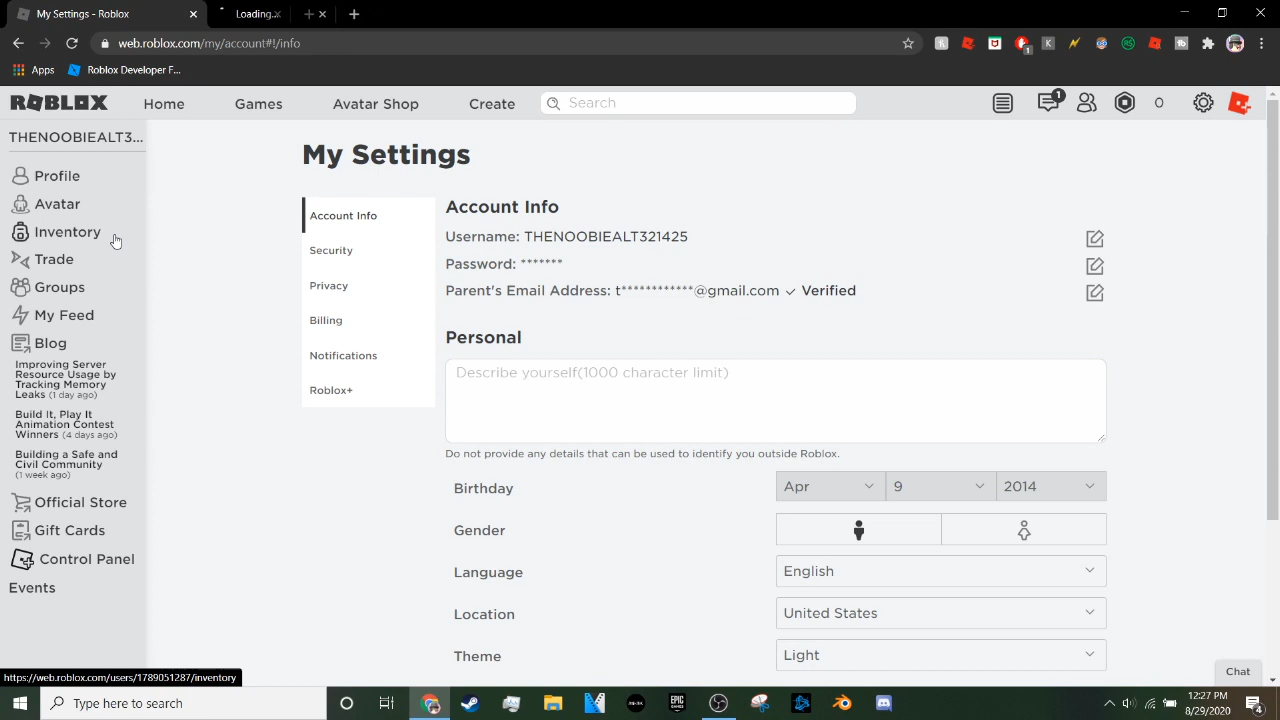 My Settings - Roblox
Loading...
web.roblox.com/my/account#!/info
1
Apps
Roblox Developer F...
ROBLOX
Home
Games
Avatar Shop
Create
Search
1
0
THENOOBIEALT3...
Profile
Avatar
Inventory
Trade
Groups
My Feed
Blog
Improving Server
Resource Usage by
Tracking Memory
Leaks (1 day ago)
Build It, Play It
Animation Contest
Winners (4 days ago)
Building a Safe and
Civil Community
(1 week ago)
Official Store
Gift Cards
Control Panel
Events
My Settings
Account Info
Security
Privacy
Billing
Notifications
Roblox+
Account Info
Username: THENOOBIEALT321425
Password: *******
Parent's Email Address: t************@gmail.com ✓ Verified
Personal
Describe yourself(1000 character limit)
Do not provide any details that can be used to identify you outside Roblox.
Birthday
Apr
9
2014
Gender
Language
English
Location
United States
Theme
Light
Chat
https://web.roblox.com/users/1789051287/inventory
Type here to search
12:27 PM
8/29/2020
4